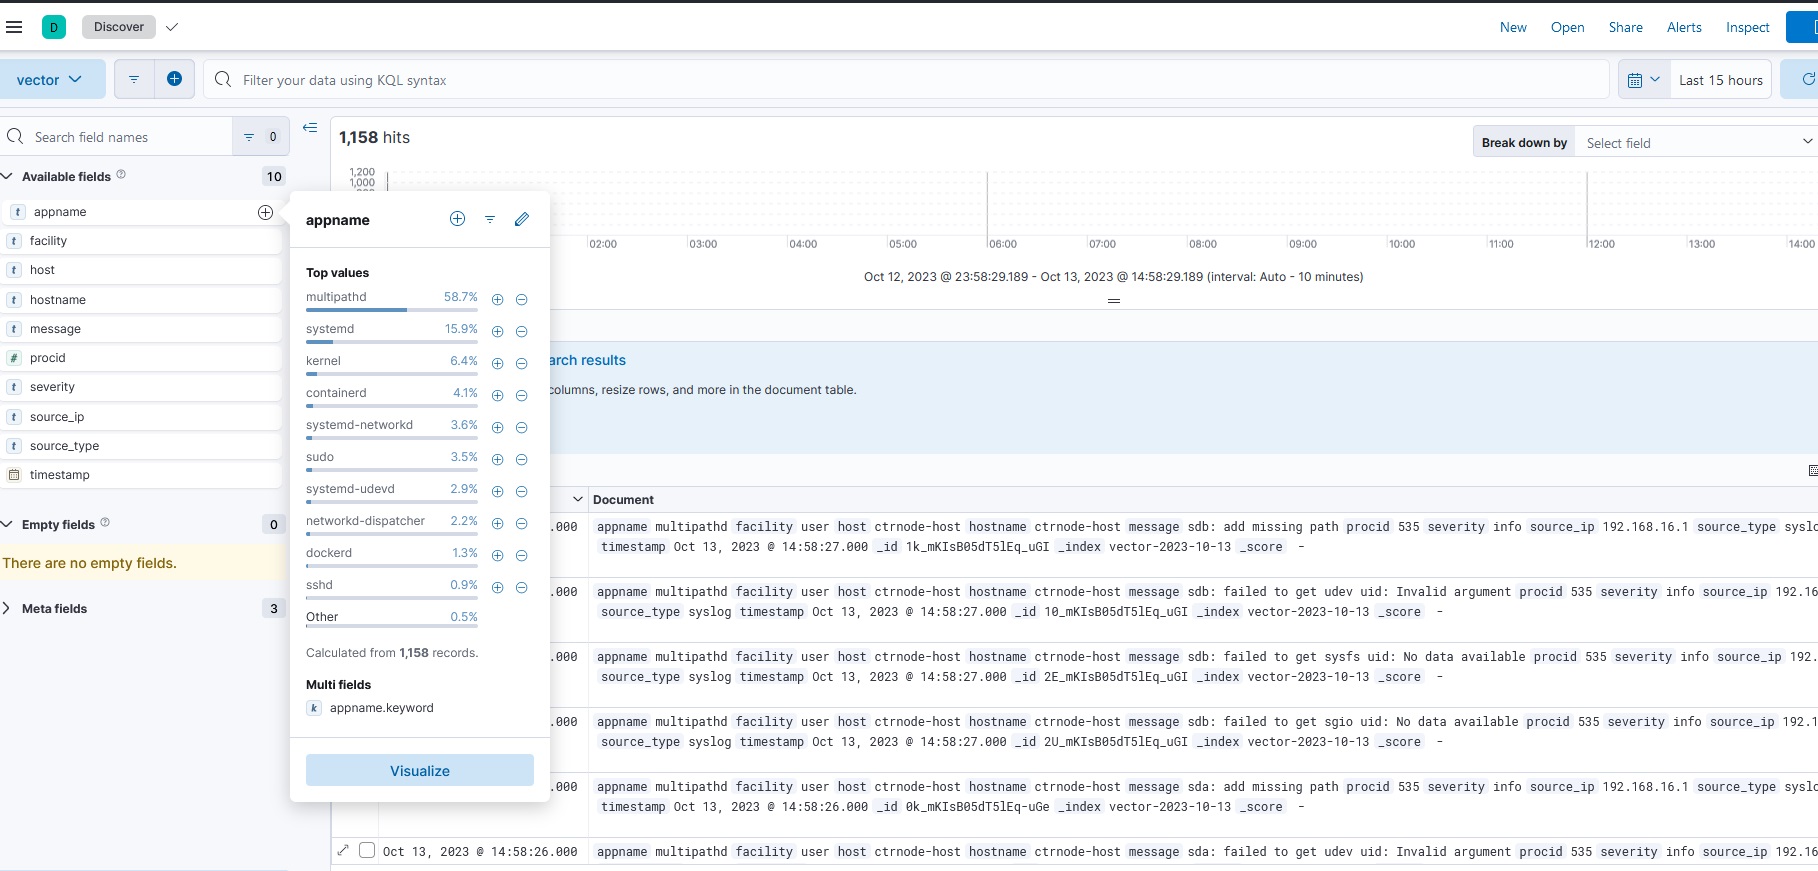 D Discover New Open Share Alerts Inspect
vector Filter your data using KQL syntax Last 15 hours
Search field names 0
Available fields 10
appname
facility
host
hostname
message
procid
severity
source_ip
source_type
timestamp
Empty fields 0
There are no empty fields.
Meta fields 3
1,158 hits
Break down by Select field
1,200
1,000
02:00 03:00 04:00 05:00 06:00 07:00 08:00 09:00 10:00 11:00 12:00 13:00 14:00
Oct 12, 2023 @ 23:58:29.189 - Oct 13, 2023 @ 14:58:29.189 (interval: Auto - 10 minutes)
appname
Top values
multipathd 58.7%
systemd 15.9%
kernel 6.4%
containerd 4.1%
systemd-networkd 3.6%
sudo 3.5%
systemd-udevd 2.9%
networkd-dispatcher 2.2%
dockerd 1.3%
sshd 0.9%
Other 0.5%
Calculated from 1,158 records.
Multi fields
k appname.keyword
Visualize
arch results
columns, resize rows, and more in the document table.
Document
.000 appname multipathd facility user host ctrnode-host hostname ctrnode-host message sdb: add missing path procid 535 severity info source_ip 192.168.16.1 source_type syslo
timestamp Oct 13, 2023 @ 14:58:27.000 _id 1k_mKIsB05dT5lEq_uGI _index vector-2023-10-13 _score -
.000 appname multipathd facility user host ctrnode-host hostname ctrnode-host message sdb: failed to get udev uid: Invalid argument procid 535 severity info source_ip 192.16
source_type syslog timestamp Oct 13, 2023 @ 14:58:27.000 _id 10_mKIsB05dT5lEq_uGI _index vector-2023-10-13 _score -
.000 appname multipathd facility user host ctrnode-host hostname ctrnode-host message sdb: failed to get sysfs uid: No data available procid 535 severity info source_ip 192.
source_type syslog timestamp Oct 13, 2023 @ 14:58:27.000 _id 2E_mKIsB05dT5lEq_uGI _index vector-2023-10-13 _score -
.000 appname multipathd facility user host ctrnode-host hostname ctrnode-host message sdb: failed to get sgio uid: No data available procid 535 severity info source_ip 192.1
source_type syslog timestamp Oct 13, 2023 @ 14:58:27.000 _id 2U_mKIsB05dT5lEq_uGI _index vector-2023-10-13 _score -
.000 appname multipathd facility user host ctrnode-host hostname ctrnode-host message sda: add missing path procid 535 severity info source_ip 192.168.16.1 source_type syslo
timestamp Oct 13, 2023 @ 14:58:26.000 _id 0k_mKIsB05dT5lEq-uGe _index vector-2023-10-13 _score -
Oct 13, 2023 @ 14:58:26.000 appname multipathd facility user host ctrnode-host hostname ctrnode-host message sda: failed to get udev uid: Invalid argument procid 535 severity info source_ip 192.16